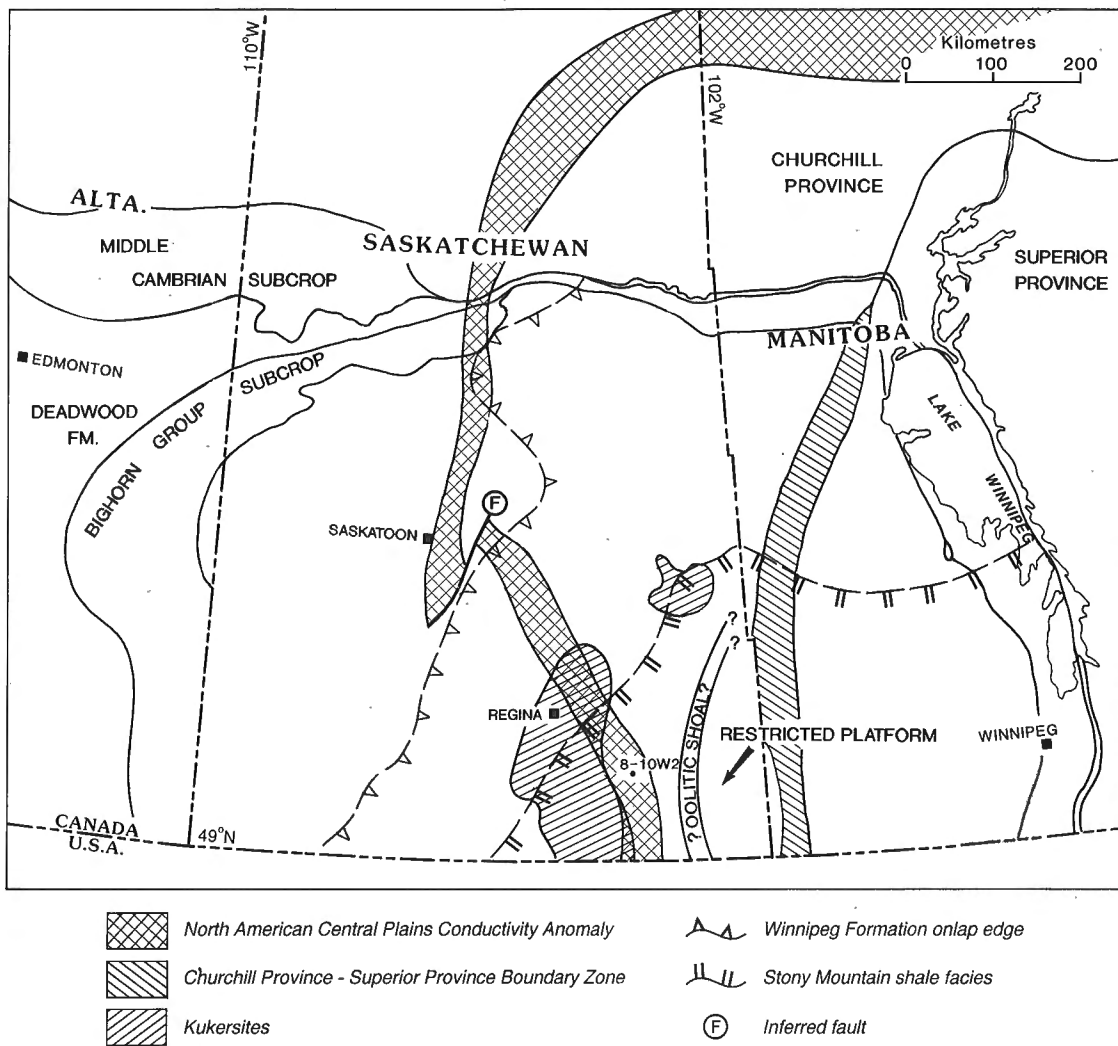 110°W
Kilometres
0 100 200
102°W
CHURCHILL
PROVINCE
ALTA.
SASKATCHEWAN
MIDDLE
CAMBRIAN SUBCROP
SUPERIOR
PROVINCE
MANITOBA
EDMONTON
DEADWOOD
FM.
BIGHORN GROUP SUBCROP
LAKE
WINNIPEG
F
SASKATOON
REGINA
8-10W2
? OOLITIC SHOAL ?
?
?
RESTRICTED PLATFORM
WINNIPEG
CANADA
U.S.A.
49°N
North American Central Plains Conductivity Anomaly
Winnipeg Formation onlap edge
Churchill Province - Superior Province Boundary Zone
Stony Mountain shale facies
Kukersites
F Inferred fault